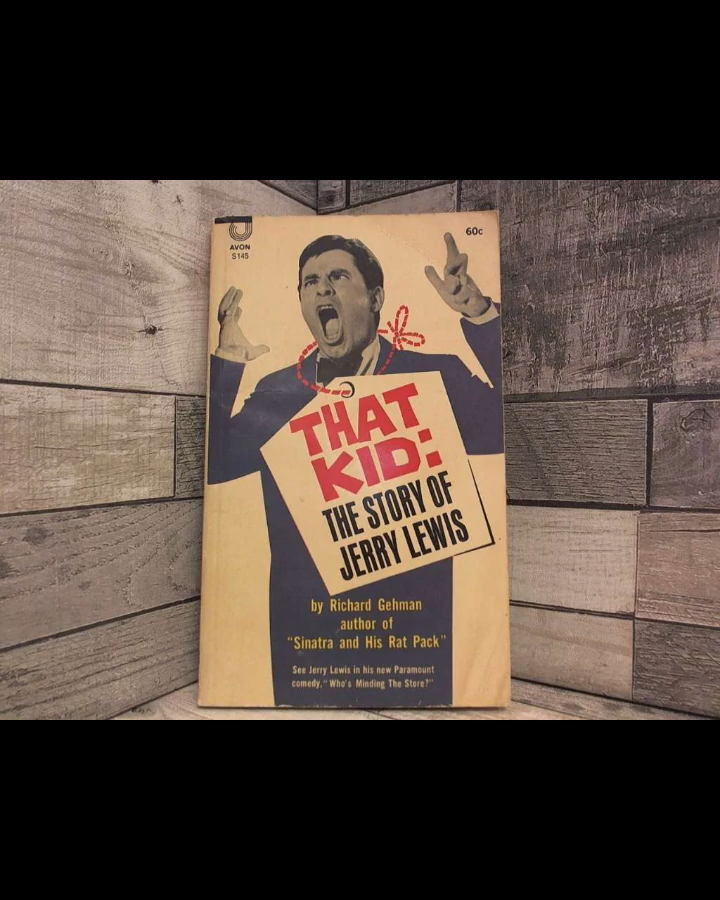 AVON
S145
60c
THAT
KID:
THE STORY OF
JERRY LEWIS
by Richard Gehman
author of
"Sinatra and His Rat Pack"
See Jerry Lewis in his new Paramount
comedy, "Who's Minding The Store?"